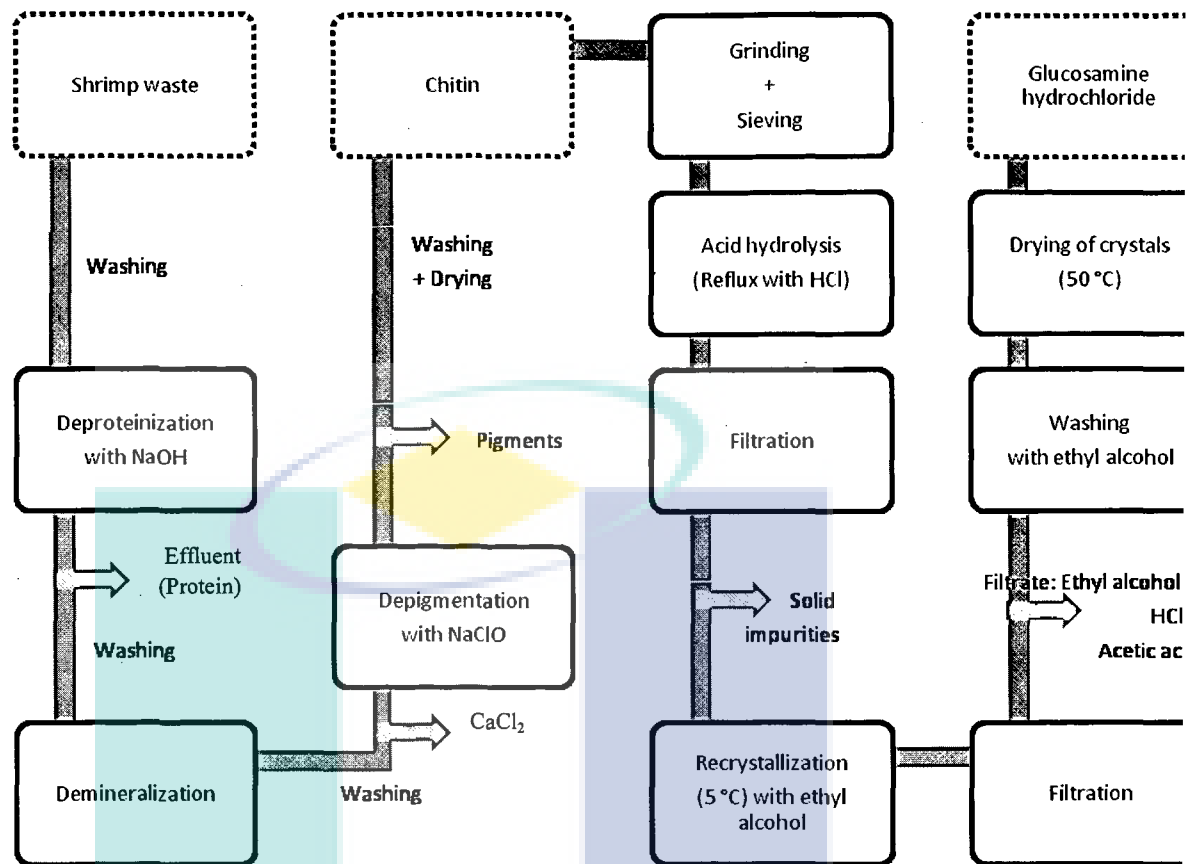 Shrimp waste
Washing
Deproteinization
with NaOH
Effluent
(Protein)
Washing
Demineralization
Washing
CaCl₂
Depigmentation
with NaClO
Pigments
Washing
+ Drying
Chitin
Grinding
+
Sieving
Acid hydrolysis
(Reflux with HCl)
Filtration
Solid
impurities
Recrystallization
(5 °C) with ethyl
alcohol
Filtration
Filtrate: Ethyl alcohol
HCl
Acetic ac
Washing
with ethyl alcohol
Drying of crystals
(50 °C)
Glucosamine
hydrochloride